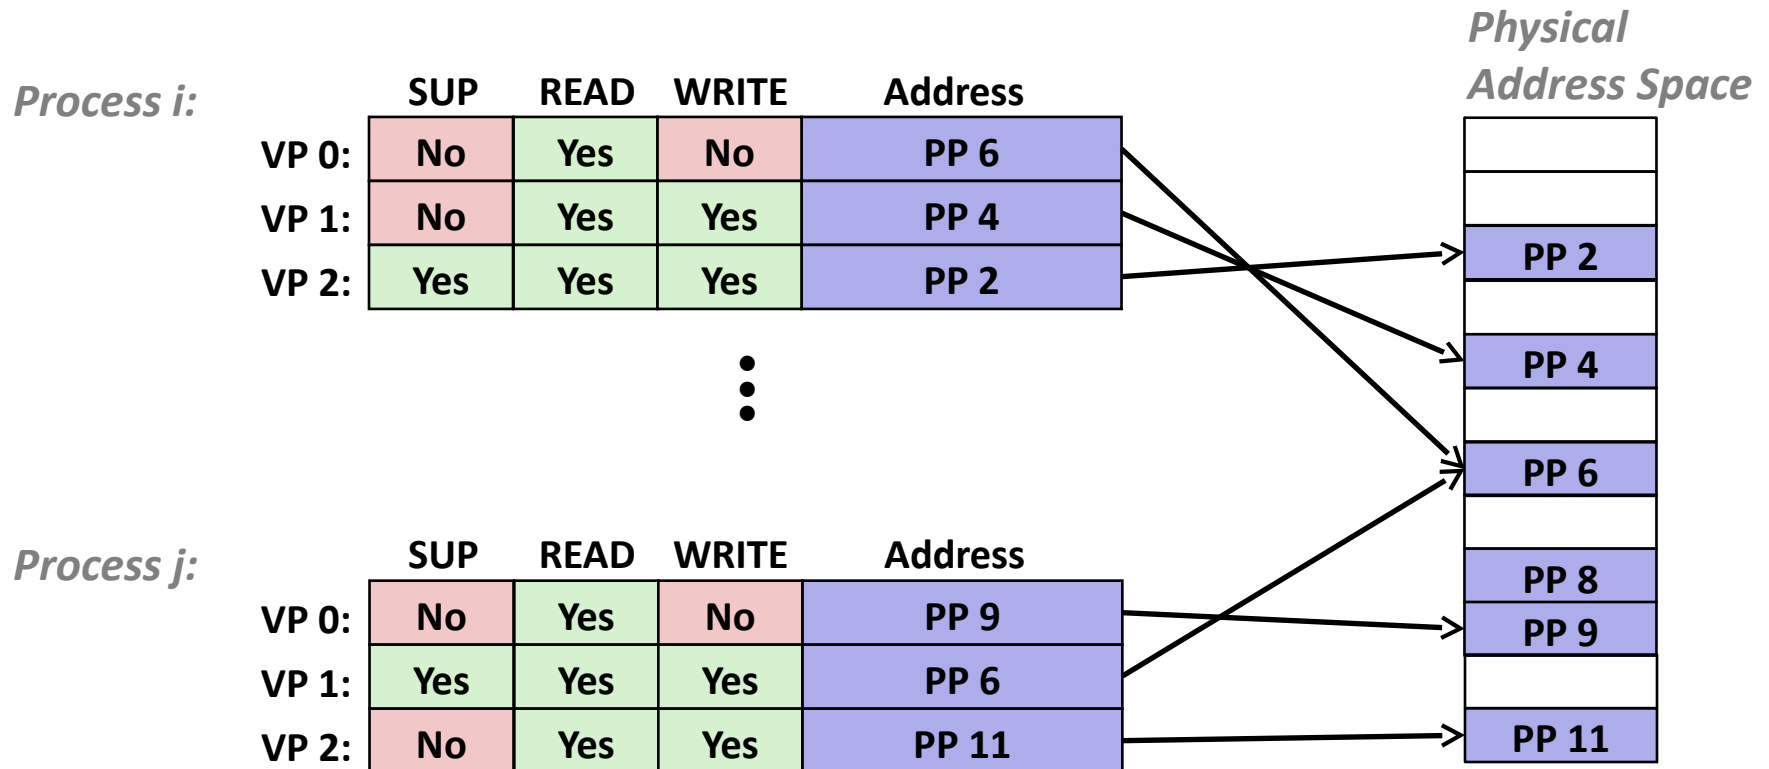 Physical
Address Space
Process i:
SUP READ WRITE Address
VP 0: No Yes No PP 6
VP 1: No Yes Yes PP 4
VP 2: Yes Yes Yes PP 2
PP 2
PP 4
PP 6
PP 8
PP 9
PP 11
Process j:
SUP READ WRITE Address
VP 0: No Yes No PP 9
VP 1: Yes Yes Yes PP 6
VP 2: No Yes Yes PP 11